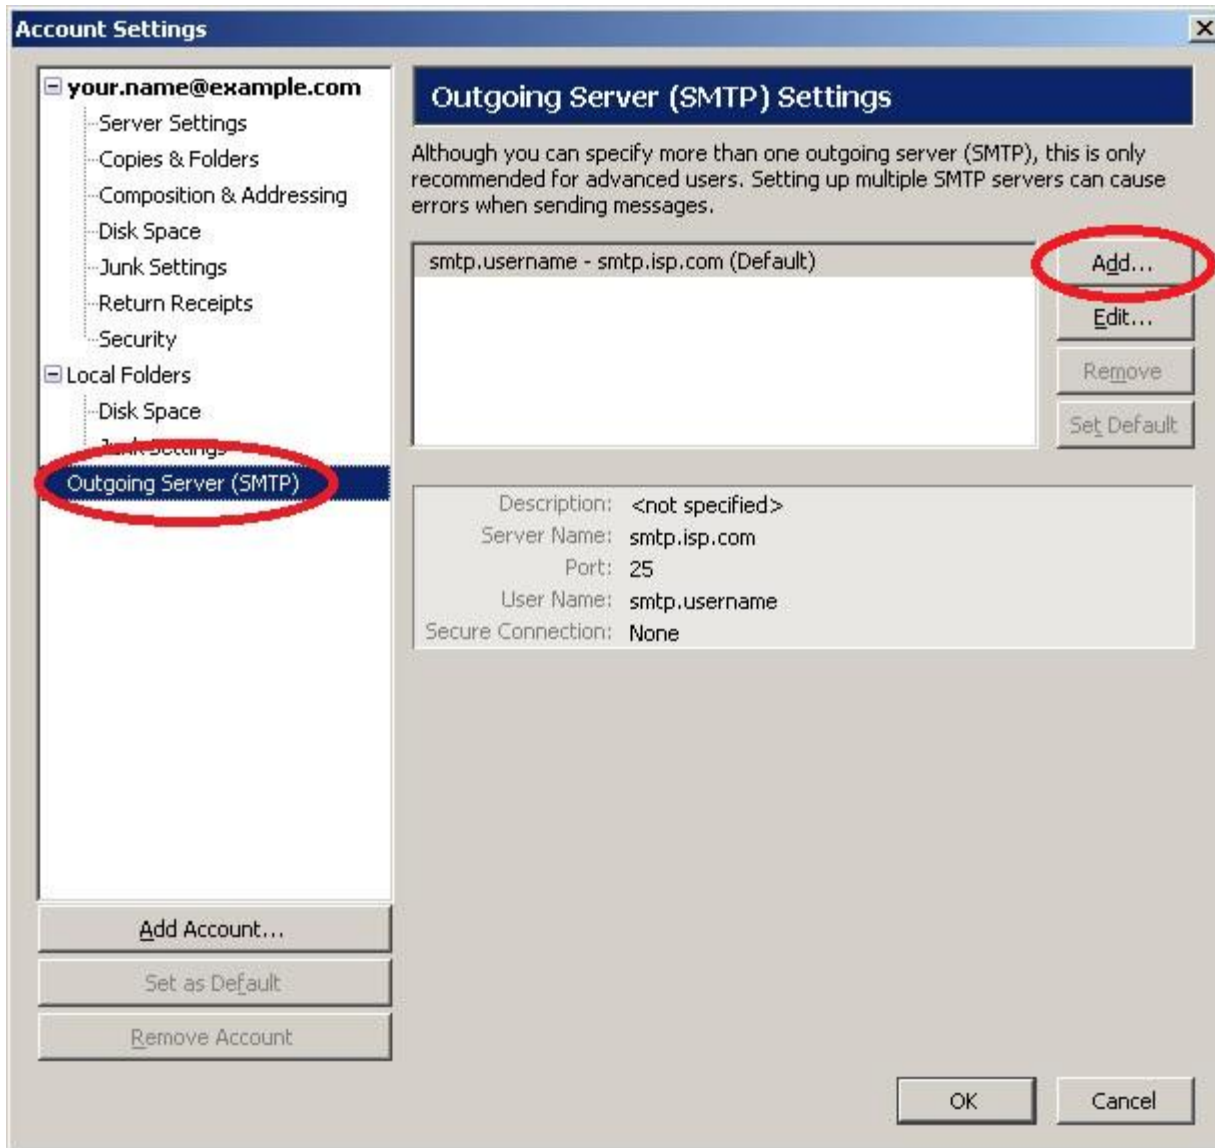 Account Settings
your.name@example.com
Server Settings
Copies & Folders
Composition & Addressing
Disk Space
Junk Settings
Return Receipts
Security
Local Folders
Disk Space
Junk Settings
Outgoing Server (SMTP)
Add Account...
Set as Default
Remove Account
Outgoing Server (SMTP) Settings
Although you can specify more than one outgoing server (SMTP), this is only
recommended for advanced users. Setting up multiple SMTP servers can cause
errors when sending messages.
smtp.username - smtp.isp.com (Default)
Add...
Edit...
Remove
Set Default
Description: <not specified>
Server Name: smtp.isp.com
Port: 25
User Name: smtp.username
Secure Connection: None
OK
Cancel